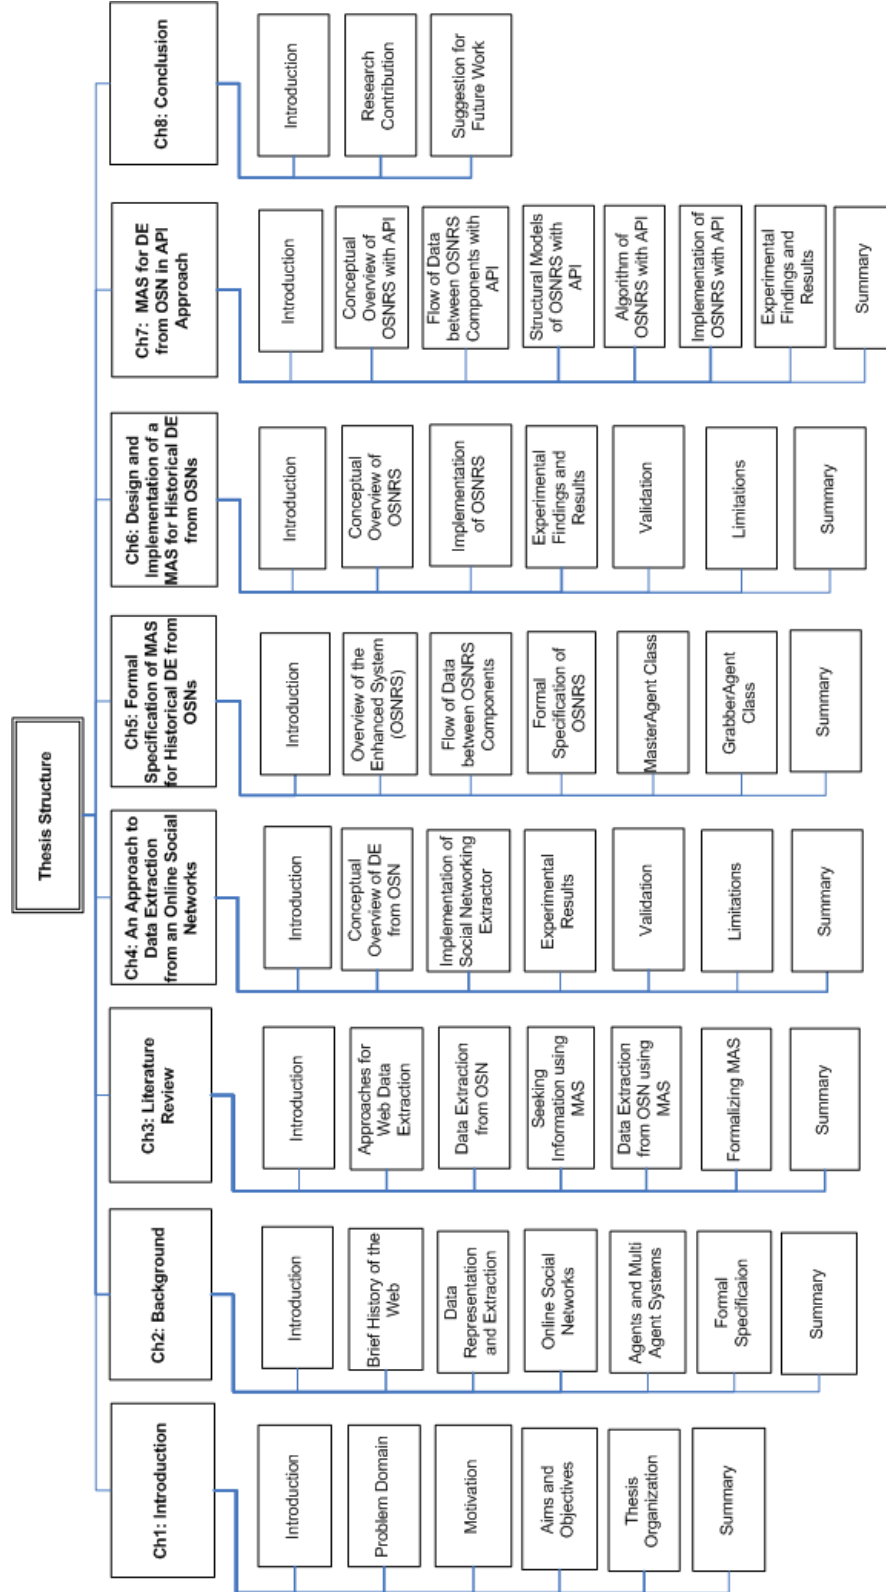 Thesis Structure
Ch1: Introduction
Introduction
Problem Domain
Motivation
Aims and
Objectives
Thesis
Organization
Summary
Ch2: Background
Introduction
Brief History of the
Web
Data
Representation
and Extraction
Online Social
Networks
Agents and Multi
Agent Systems
Formal
Specificaion
Summary
Ch3: Literature
Review
Introduction
Approaches for
Web Data
Extraction
Data Extraction
from OSN
Seeking
Information using
MAS
Data Extraction
from OSN using
MAS
Formalizing MAS
Summary
Ch4: An Approach to
Data Extraction
from an Online Social
Networks
Introduction
Conceptual
Overview of DE
from OSN
Implementation of
Social Networking
Extractor
Experimental
Results
Validation
Limitations
Summary
Ch5: Formal
Specification of MAS
for Historical DE from
OSNs
Introduction
Overview of the
Enhanced System
(OSNRS)
Flow of Data
between OSNRS
Components
Formal
Specification of
OSNRS
MasterAgent Class
GrabberAgent
Class
Summary
Ch6: Design and
Implementation of a
MAS for Historical DE
from OSNs
Introduction
Conceptual
Overview of
OSNRS
Implementation
of OSNRS
Experimental
Findings and
Results
Validation
Limitations
Summary
Ch7: MAS for DE
from OSN in API
Approach
Introduction
Conceptual
Overview of
OSNRS with API
Flow of Data
between OSNRS
Components with
API
Structural Models
of OSNRS with
API
Algorithm of
OSNRS with API
Implementation of
OSNRS with API
Experimental
Findings and
Results
Summary
Ch8: Conclusion
Introduction
Research
Contribution
Suggestion for
Future Work